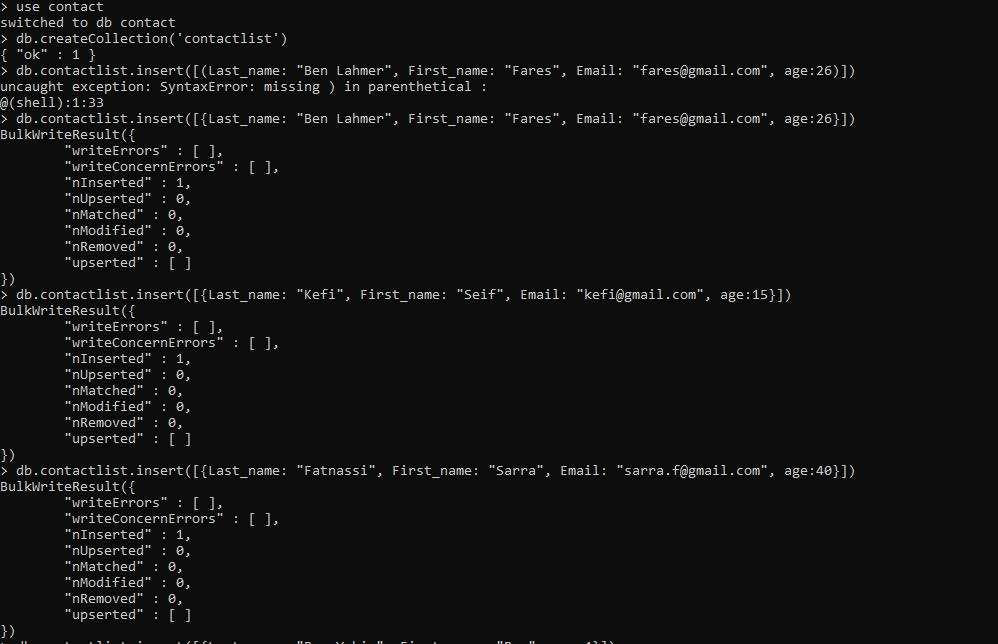 > use contact
switched to db contact
> db.createCollection('contactlist')
{ "ok" : 1 }
> db.contactlist.insert([(Last_name: "Ben Lahmer", First_name: "Fares", Email: "fares@gmail.com", age:26)])
uncaught exception: SyntaxError: missing ) in parenthetical :
@(shell):1:33
> db.contactlist.insert([{Last_name: "Ben Lahmer", First_name: "Fares", Email: "fares@gmail.com", age:26}])
BulkWriteResult({
        "writeErrors" : [ ],
        "writeConcernErrors" : [ ],
        "nInserted" : 1,
        "nUpserted" : 0,
        "nMatched" : 0,
        "nModified" : 0,
        "nRemoved" : 0,
        "upserted" : [ ]
})
> db.contactlist.insert([{Last_name: "Kefi", First_name: "Seif", Email: "kefi@gmail.com", age:15}])
BulkWriteResult({
        "writeErrors" : [ ],
        "writeConcernErrors" : [ ],
        "nInserted" : 1,
        "nUpserted" : 0,
        "nMatched" : 0,
        "nModified" : 0,
        "nRemoved" : 0,
        "upserted" : [ ]
})
> db.contactlist.insert([{Last_name: "Fatnassi", First_name: "Sarra", Email: "sarra.f@gmail.com", age:40}])
BulkWriteResult({
        "writeErrors" : [ ],
        "writeConcernErrors" : [ ],
        "nInserted" : 1,
        "nUpserted" : 0,
        "nMatched" : 0,
        "nModified" : 0,
        "nRemoved" : 0,
        "upserted" : [ ]
})